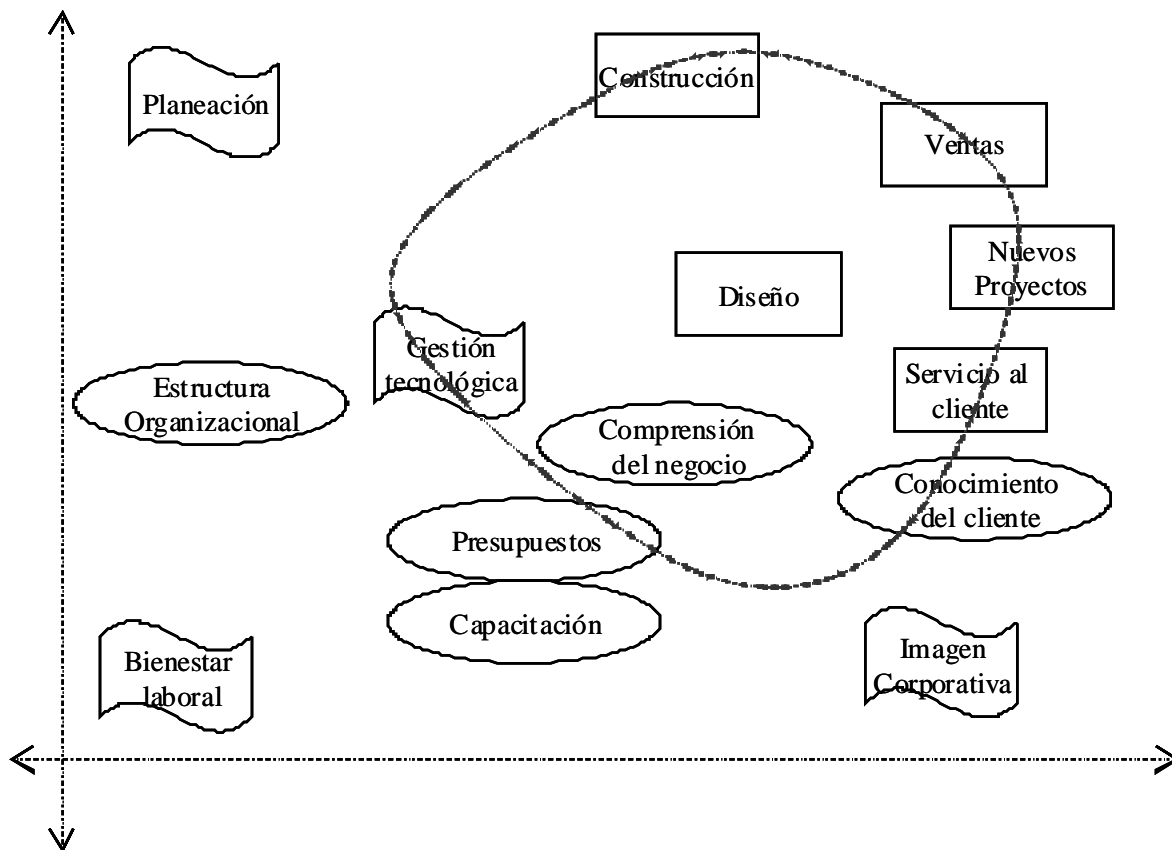 Planeación
Construcción
Ventas
Nuevos
Proyectos
Diseño
Gestión
tecnológica
Servicio al
cliente
Estructura
Organizacional
Comprensión
del negocio
Conocimiento
del cliente
Presupuestos
Capacitación
Bienestar
laboral
Imagen
Corporativa